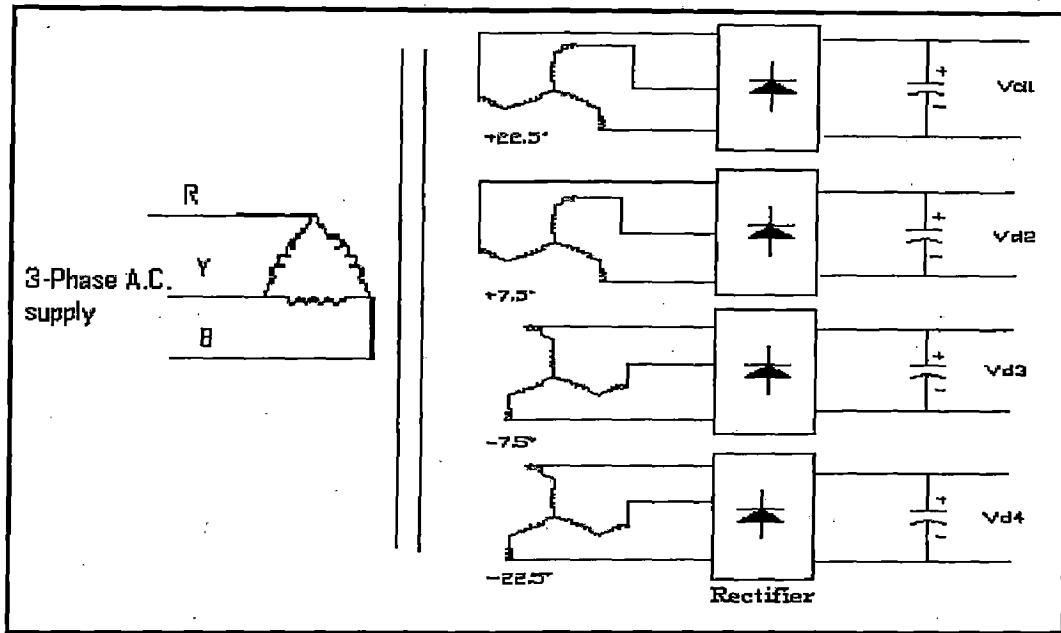 +
Vd1
-
+22.5°
R
+
Vd2
-
Y
3-Phase A.C.
supply
+7.5°
B
+
Vd3
-
-7.5°
+
Vd4
-
-22.5°
Rectifier